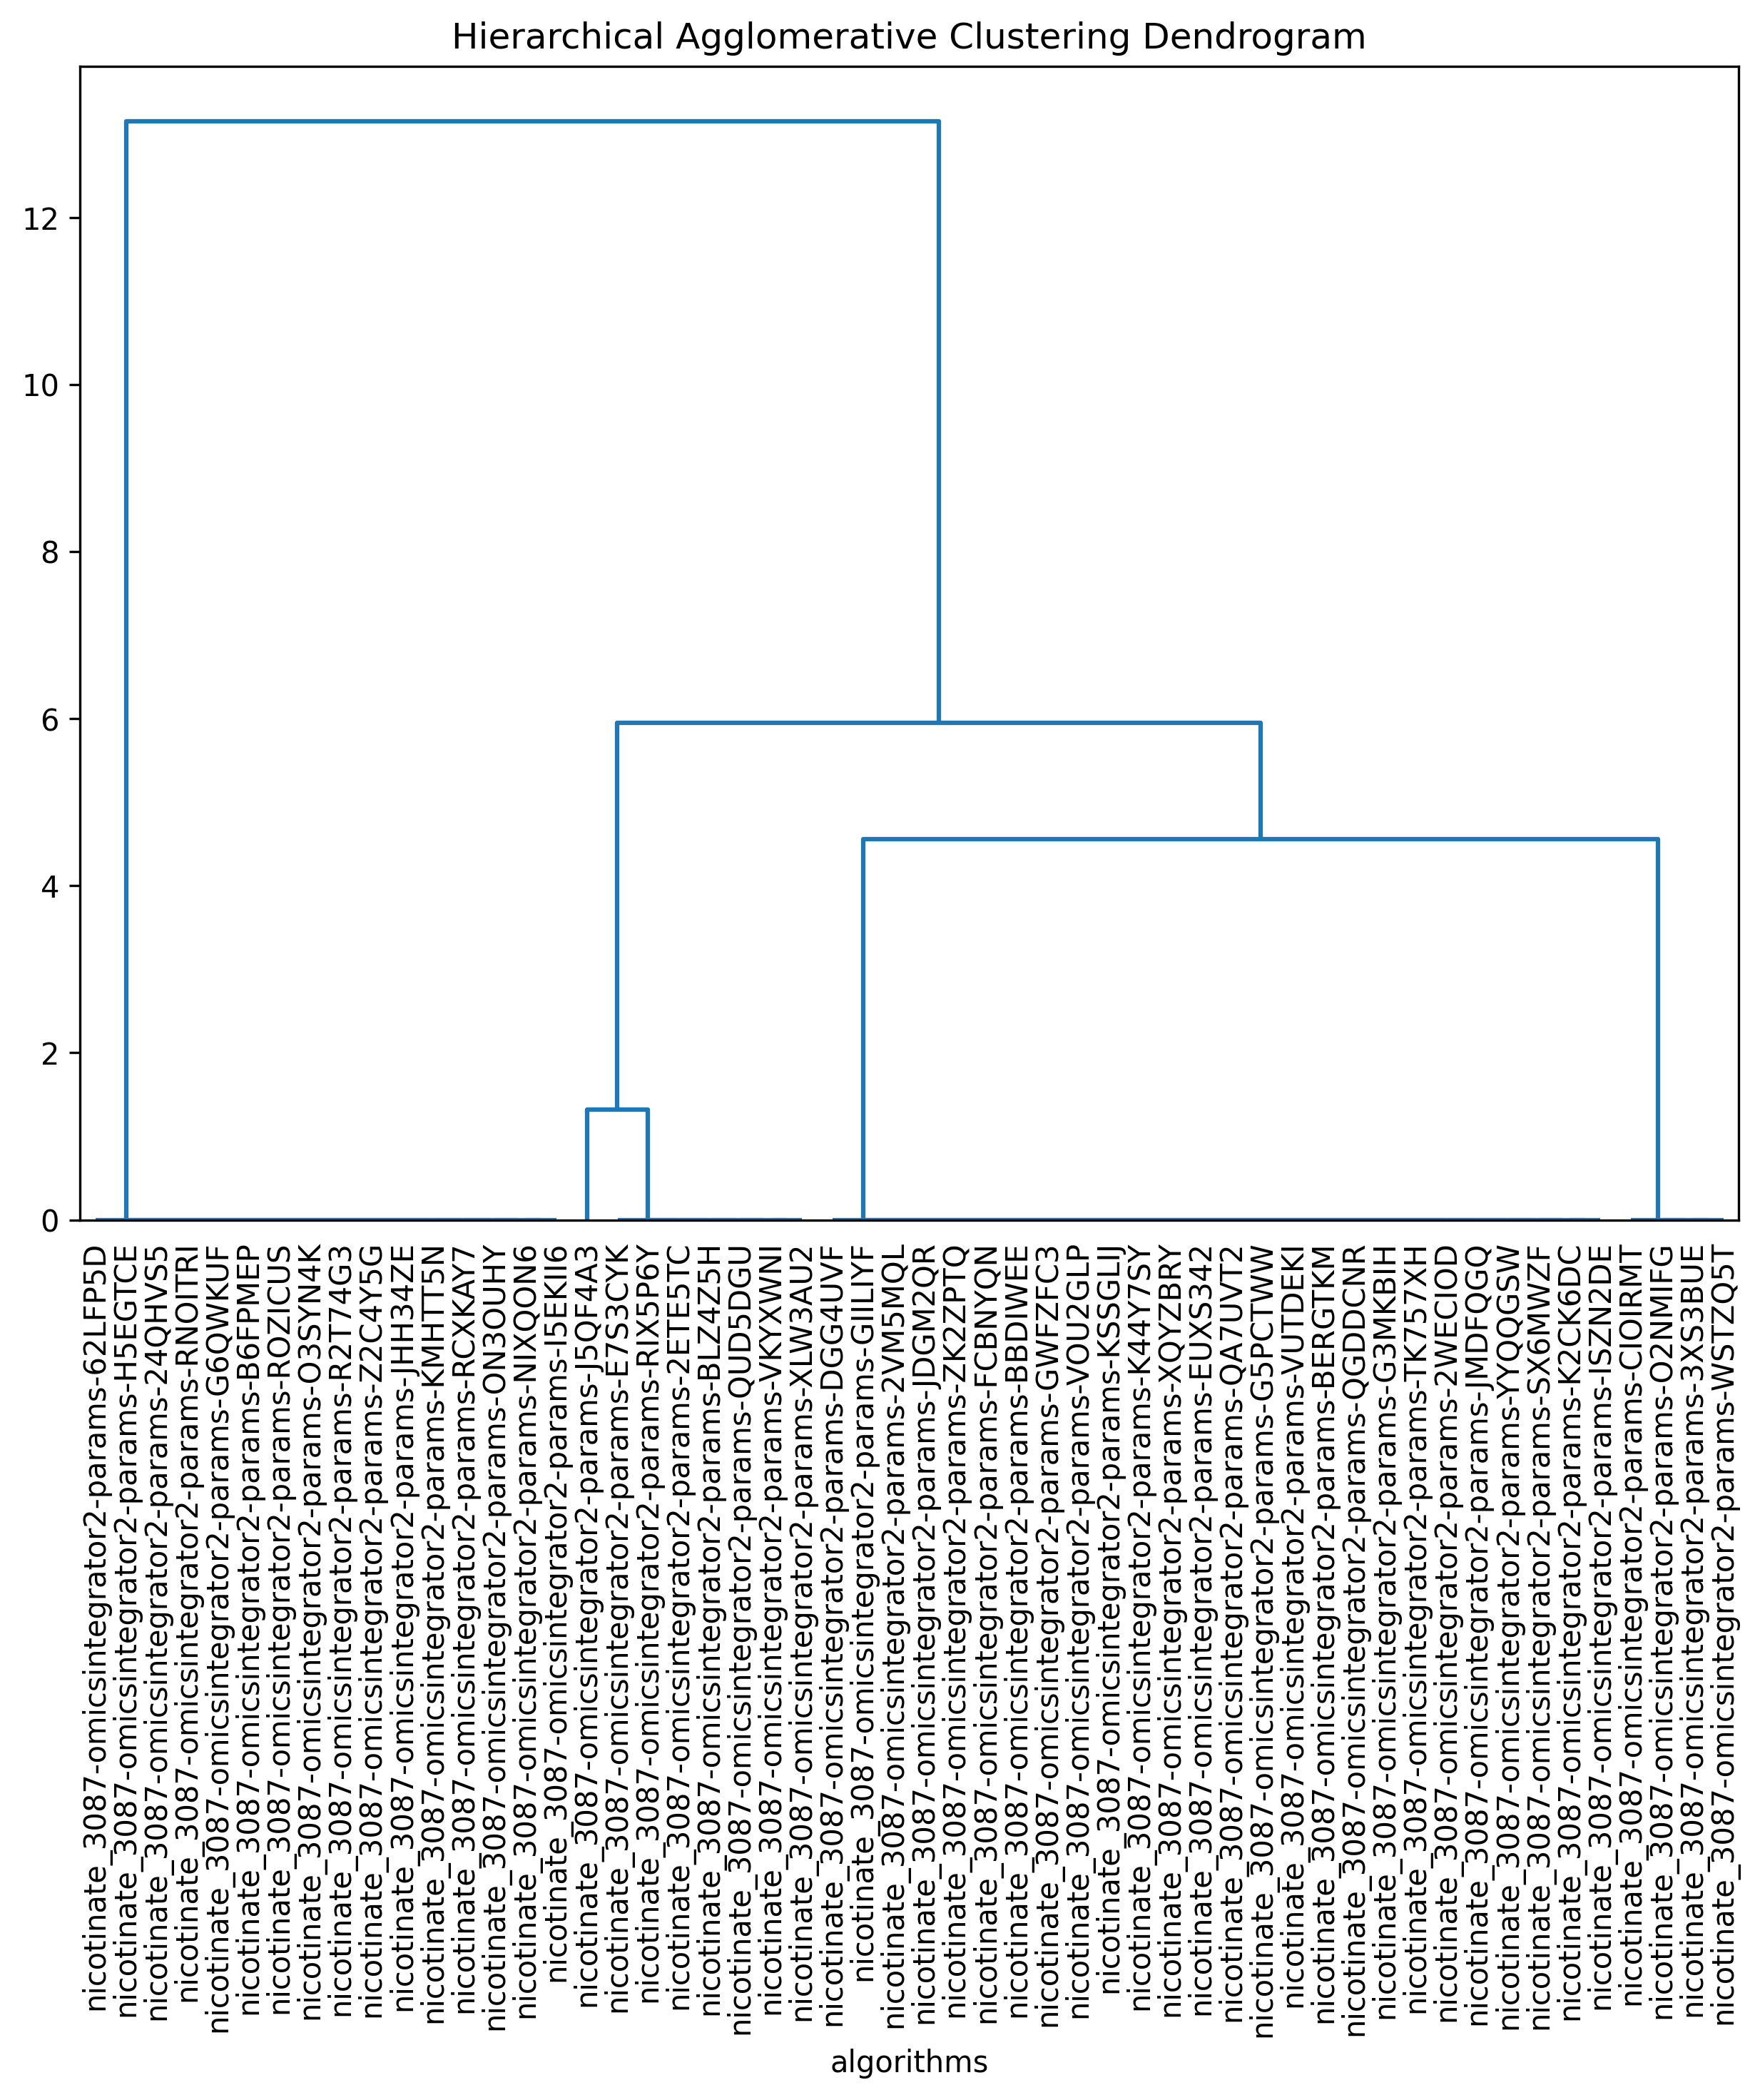 Hierarchical Agglomerative Clustering Dendrogram
12
10
8
6
4
2
0
nicotinate_3087-omicsintegrator2-params-62LFP5D
nicotinate_3087-omicsintegrator2-params-H5EGTCE
nicotinate_3087-omicsintegrator2-params-24QHVS5
nicotinate_3087-omicsintegrator2-params-RNOITRI
nicotinate_3087-omicsintegrator2-params-G6QWKUF
nicotinate_3087-omicsintegrator2-params-B6FPMEP
nicotinate_3087-omicsintegrator2-params-ROZICUS
nicotinate_3087-omicsintegrator2-params-O3SYN4K
nicotinate_3087-omicsintegrator2-params-R2T74G3
nicotinate_3087-omicsintegrator2-params-Z2C4Y5G
nicotinate_3087-omicsintegrator2-params-JHH34ZE
nicotinate_3087-omicsintegrator2-params-KMHTT5N
nicotinate_3087-omicsintegrator2-params-RCXKAY7
nicotinate_3087-omicsintegrator2-params-ON3OUHY
nicotinate_3087-omicsintegrator2-params-NIXQON6
nicotinate_3087-omicsintegrator2-params-I5EKII6
nicotinate_3087-omicsintegrator2-params-J5QF4A3
nicotinate_3087-omicsintegrator2-params-E7S3CYK
nicotinate_3087-omicsintegrator2-params-RIX5P6Y
nicotinate_3087-omicsintegrator2-params-2ETE5TC
nicotinate_3087-omicsintegrator2-params-BLZ4Z5H
nicotinate_3087-omicsintegrator2-params-QUD5DGU
nicotinate_3087-omicsintegrator2-params-VKYXWNI
nicotinate_3087-omicsintegrator2-params-XLW3AU2
nicotinate_3087-omicsintegrator2-params-DGG4UVF
nicotinate_3087-omicsintegrator2-params-GIILIYF
nicotinate_3087-omicsintegrator2-params-2VM5MQL
nicotinate_3087-omicsintegrator2-params-JDGM2QR
nicotinate_3087-omicsintegrator2-params-ZK2ZPTQ
nicotinate_3087-omicsintegrator2-params-FCBNYQN
nicotinate_3087-omicsintegrator2-params-BBDIWEE
nicotinate_3087-omicsintegrator2-params-GWFZFC3
nicotinate_3087-omicsintegrator2-params-VOU2GLP
nicotinate_3087-omicsintegrator2-params-KSSGLIJ
nicotinate_3087-omicsintegrator2-params-K44Y7SY
nicotinate_3087-omicsintegrator2-params-XQYZBRY
nicotinate_3087-omicsintegrator2-params-EUXS342
nicotinate_3087-omicsintegrator2-params-QA7UVT2
nicotinate_3087-omicsintegrator2-params-G5PCTWW
nicotinate_3087-omicsintegrator2-params-VUTDEKI
nicotinate_3087-omicsintegrator2-params-BERGTKM
nicotinate_3087-omicsintegrator2-params-QGDDCNR
nicotinate_3087-omicsintegrator2-params-G3MKBIH
nicotinate_3087-omicsintegrator2-params-TK757XH
nicotinate_3087-omicsintegrator2-params-2WECIOD
nicotinate_3087-omicsintegrator2-params-JMDFQGQ
nicotinate_3087-omicsintegrator2-params-YYQQGSW
nicotinate_3087-omicsintegrator2-params-SX6MWZF
nicotinate_3087-omicsintegrator2-params-K2CK6DC
nicotinate_3087-omicsintegrator2-params-ISZN2DE
nicotinate_3087-omicsintegrator2-params-CIOIRMT
nicotinate_3087-omicsintegrator2-params-O2NMIFG
nicotinate_3087-omicsintegrator2-params-3XS3BUE
nicotinate_3087-omicsintegrator2-params-WSTZQ5T
algorithms